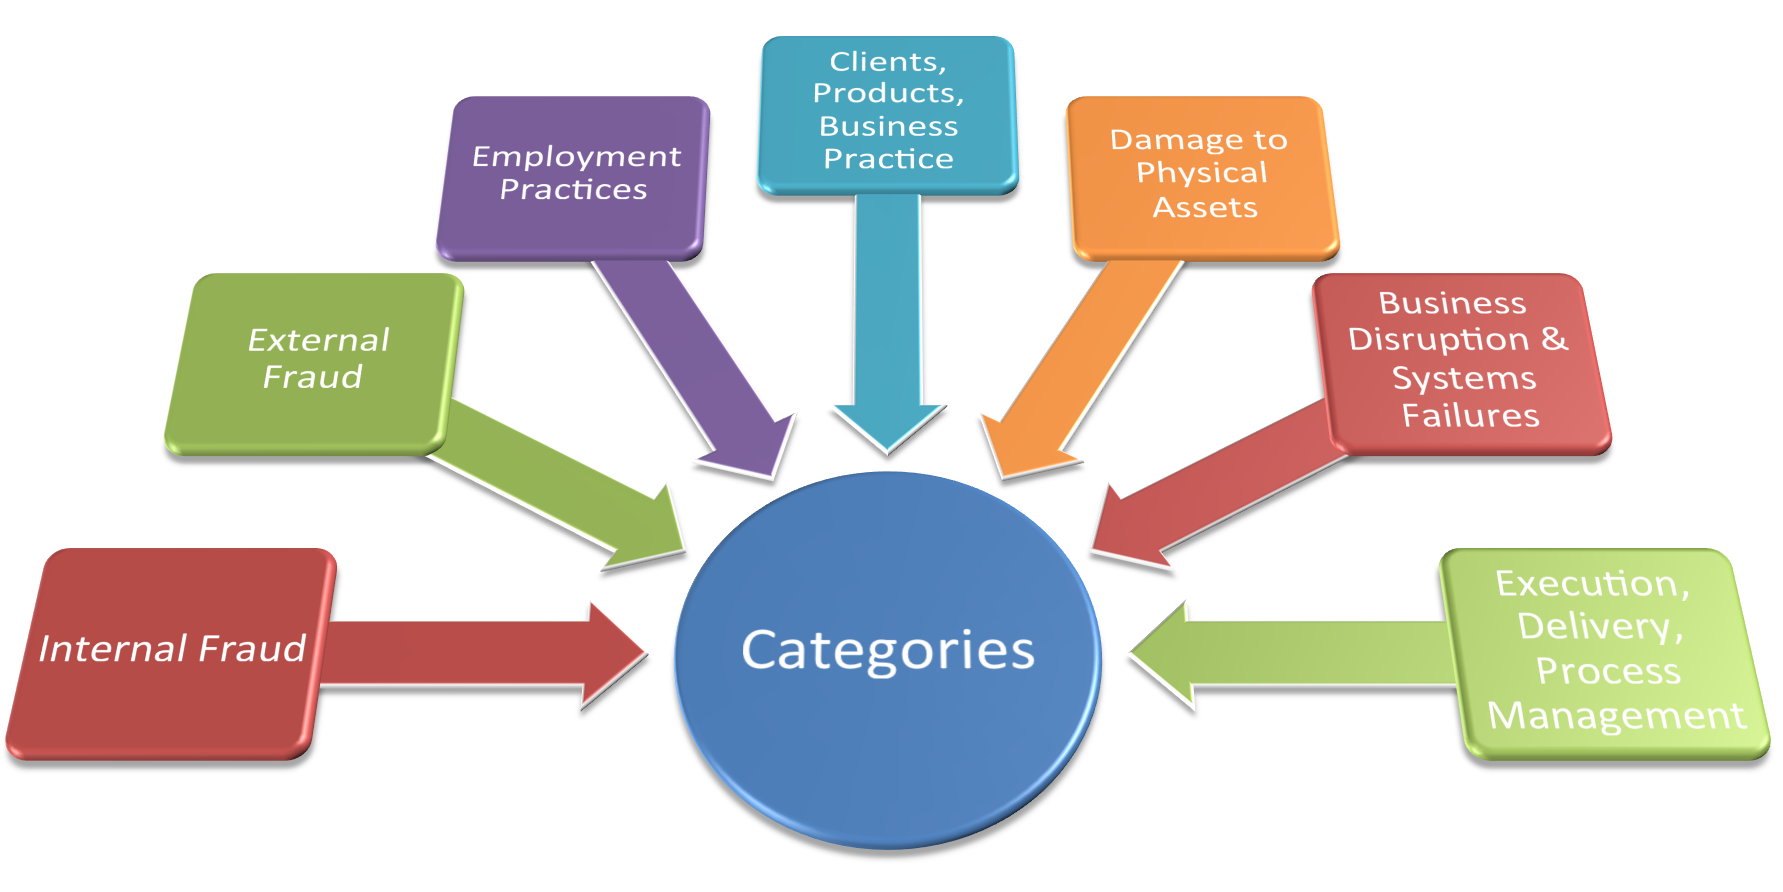 Clients,
Products,
Business
Practice
Employment
Practices
Damage to
Physical
Assets
External
Fraud
Business
Disruption &
Systems
Failures
Internal Fraud
Categories
Execution,
Delivery,
Process
Management